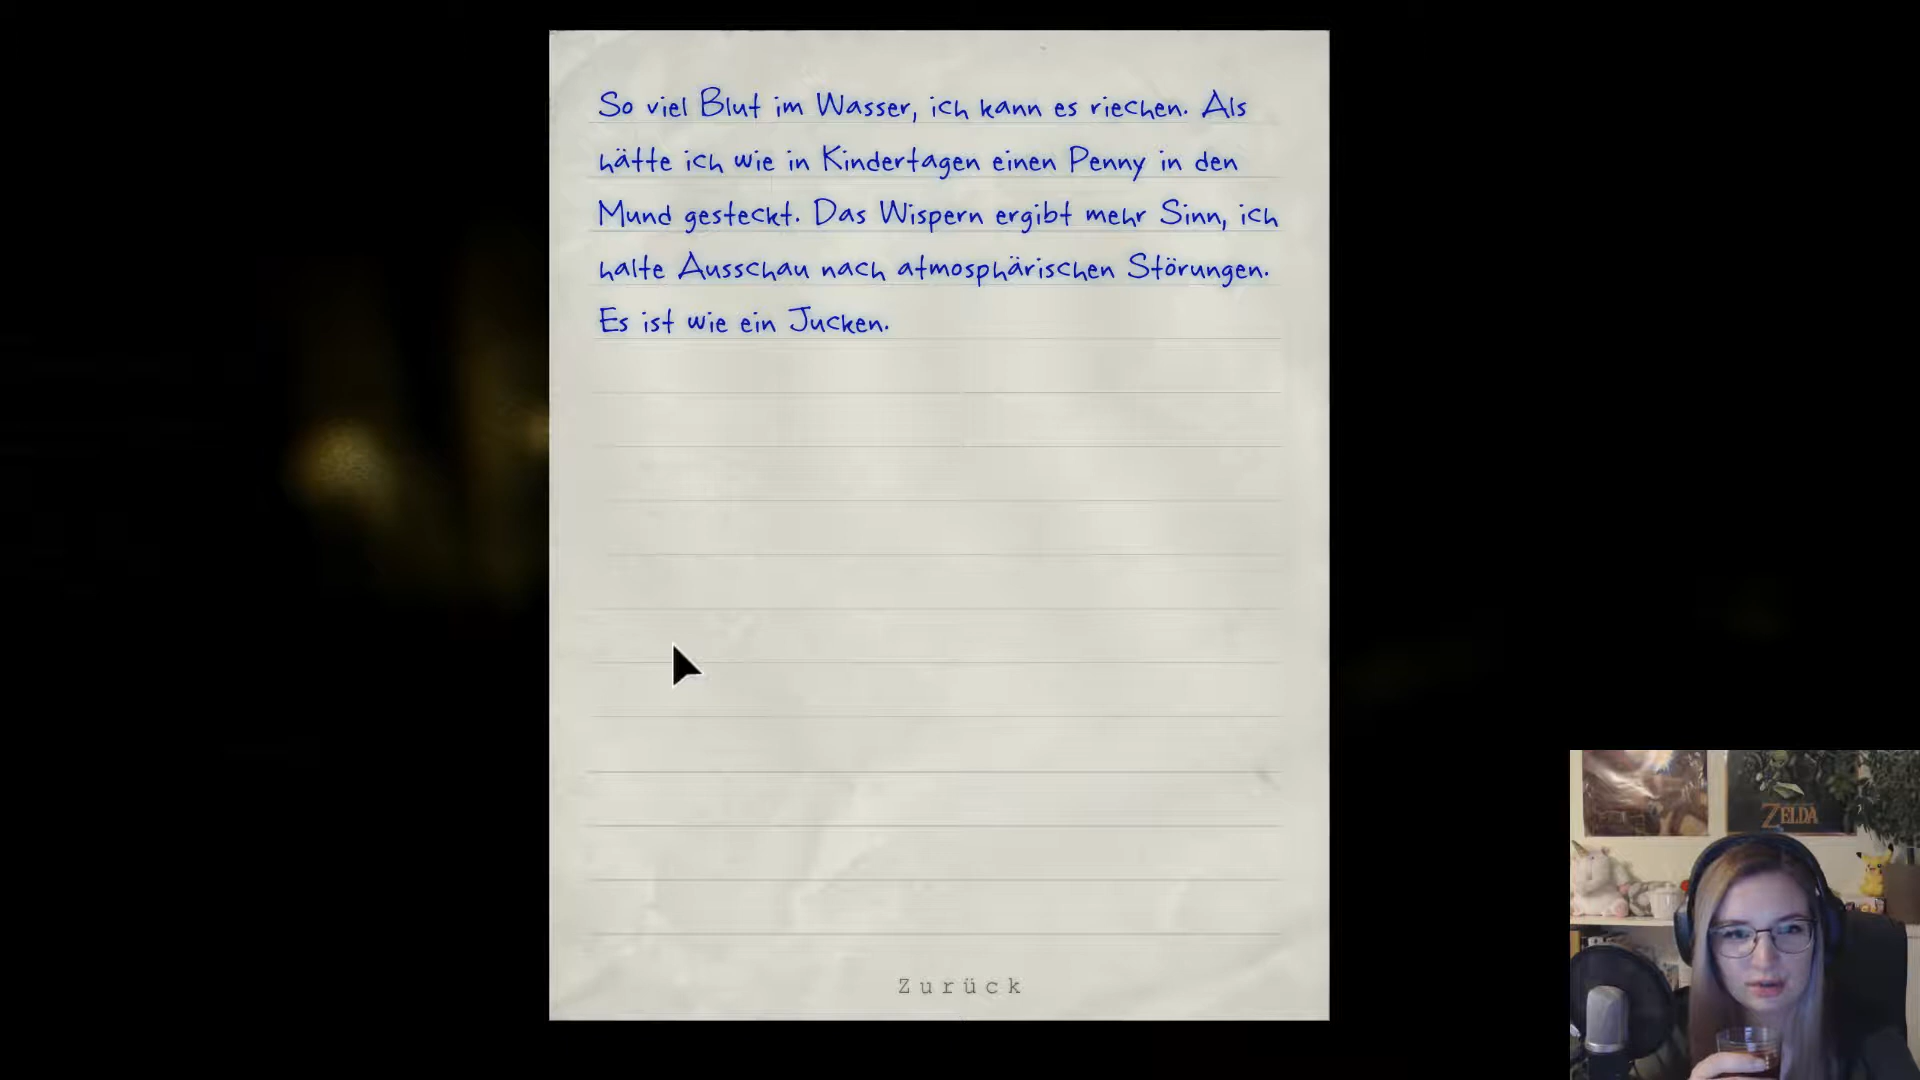 So viel Blut im Wasser, ich kann es riechen. Als
hätte ich wie in Kindertagen einen Penny in den
Mund gesteckt. Das Wispern ergibt mehr Sinn, ich
halte Ausschau nach atmosphärischen Störungen.
Es ist wie ein Jucken.
Zurück
ZELDA